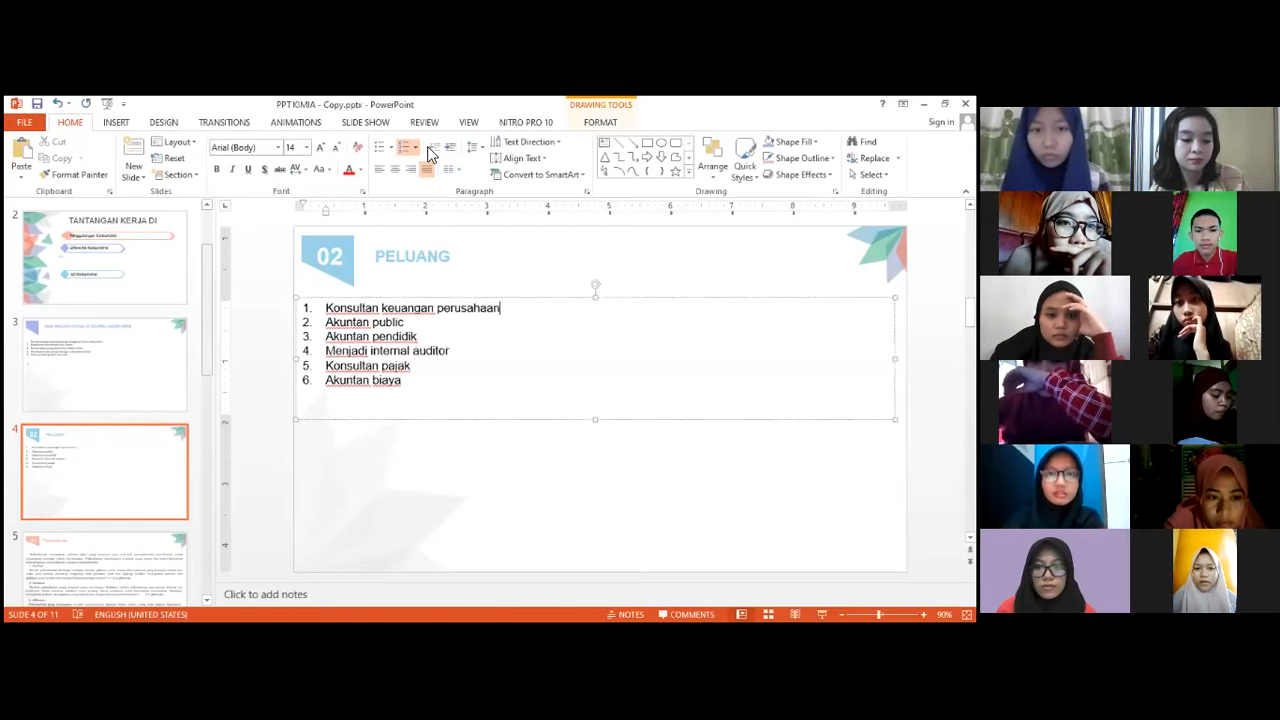 PPT KIMIA - Copy.pptx - PowerPoint
DRAWING TOOLS
FILE HOME INSERT DESIGN TRANSITIONS ANIMATIONS SLIDE SHOW REVIEW VIEW NITRO PRO 10 FORMAT Sign in
Paste
Cut
Copy
Format Painter
Clipboard
New Slide
Layout
Reset
Section
Slides
Arial (Body) 14
Font
Text Direction
Align Text
Convert to SmartArt
Paragraph
Arrange
Quick Styles
Shape Fill
Shape Outline
Shape Effects
Drawing
Find
Replace
Select
Editing
2
TANTANGAN KERJA DI
3
4
5
02 PELUANG
1. Konsultan keuangan perusahaan
2. Akuntan public
3. Akuntan pendidik
4. Menjadi internal auditor
5. Konsultan pajak
6. Akuntan biaya
Click to add notes
SLIDE 4 OF 11 ENGLISH (UNITED STATES) NOTES COMMENTS 90%